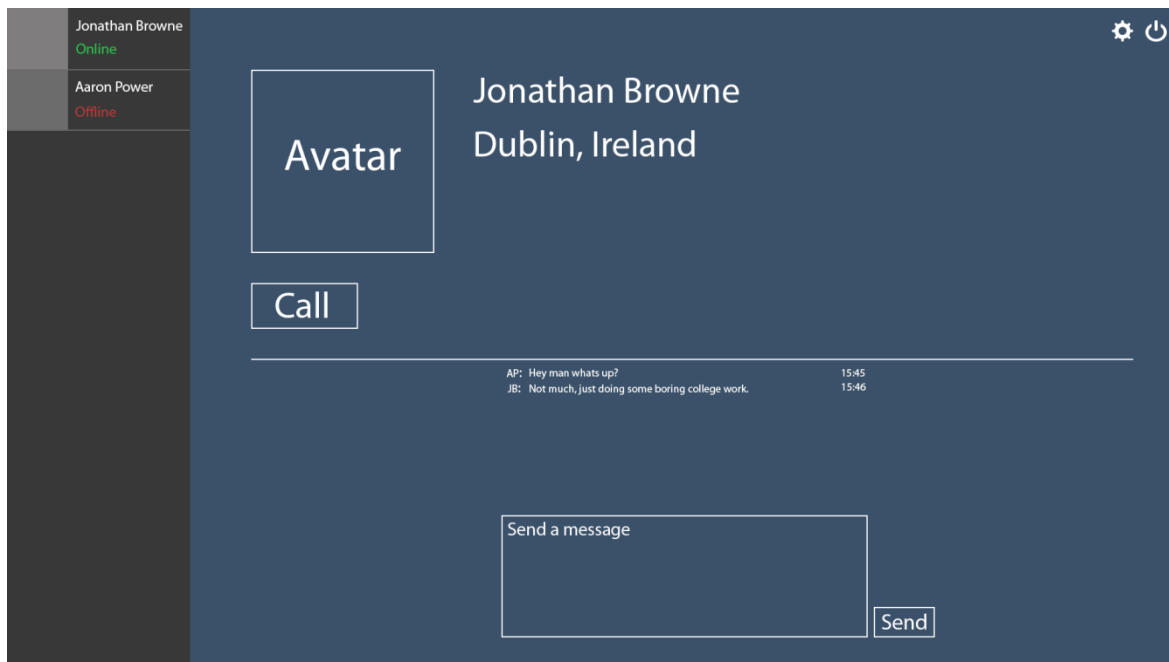 Jonathan Browne
Online
Aaron Power
Offline
Avatar
Jonathan Browne
Dublin, Ireland
Call
AP: Hey man whats up? 15:45
JB: Not much, just doing some boring college work. 15:46
Send a message
Send